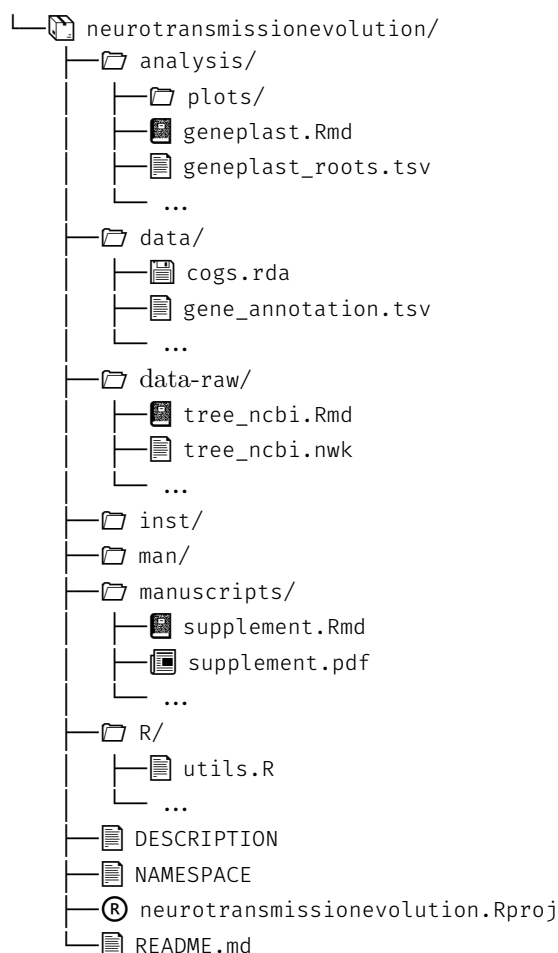 neurotransmissionevolution/
analysis/
plots/
geneplast.Rmd
geneplast_roots.tsv
...
data/
cogs.rda
gene_annotation.tsv
...
data-raw/
tree_ncbi.Rmd
tree_ncbi.nwk
...
inst/
man/
manuscripts/
supplement.Rmd
supplement.pdf
...
R/
utils.R
...
DESCRIPTION
NAMESPACE
R neurotransmissionevolution.Rproj
README.md